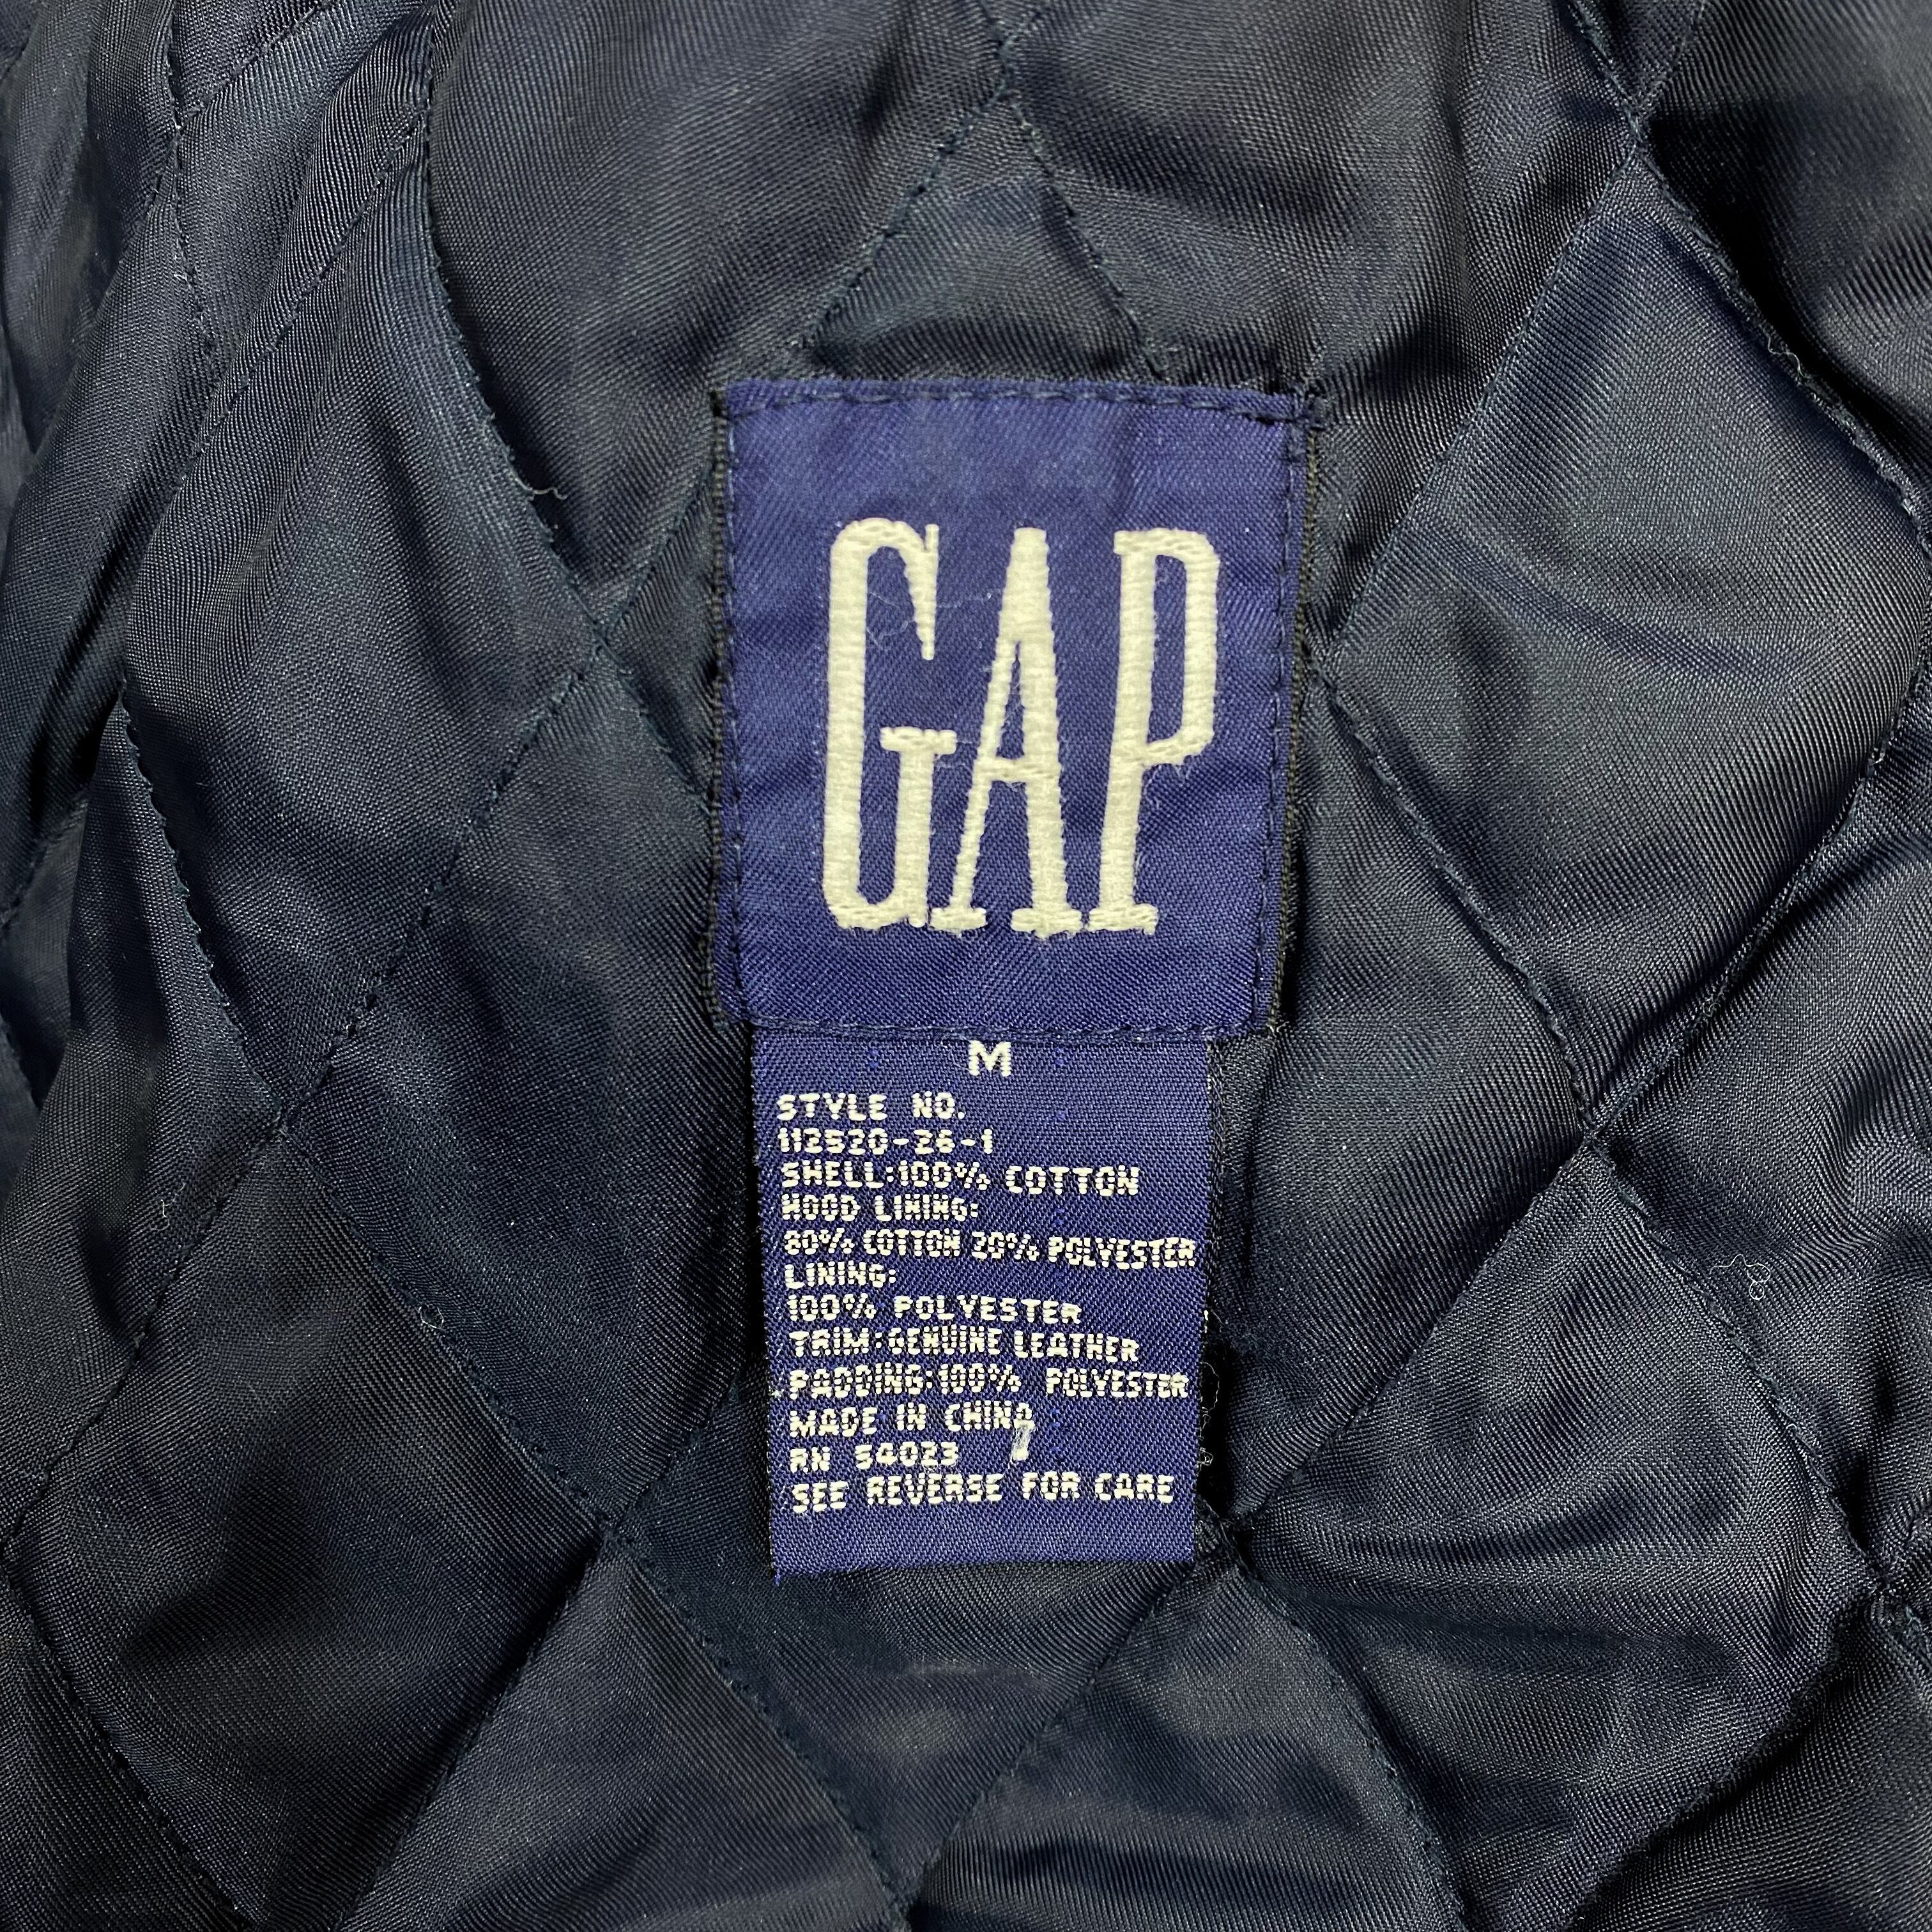 GAP
M
STYLE NO.
112520-26-1
SHELL:100% COTTON
HOOD LINING:
80% COTTON 20% POLYESTER
LINING:
100% POLYESTER
TRIM:GENUINE LEATHER
PADDING:100% POLYESTER
MADE IN CHINA
RN 54023
SEE REVERSE FOR CARE